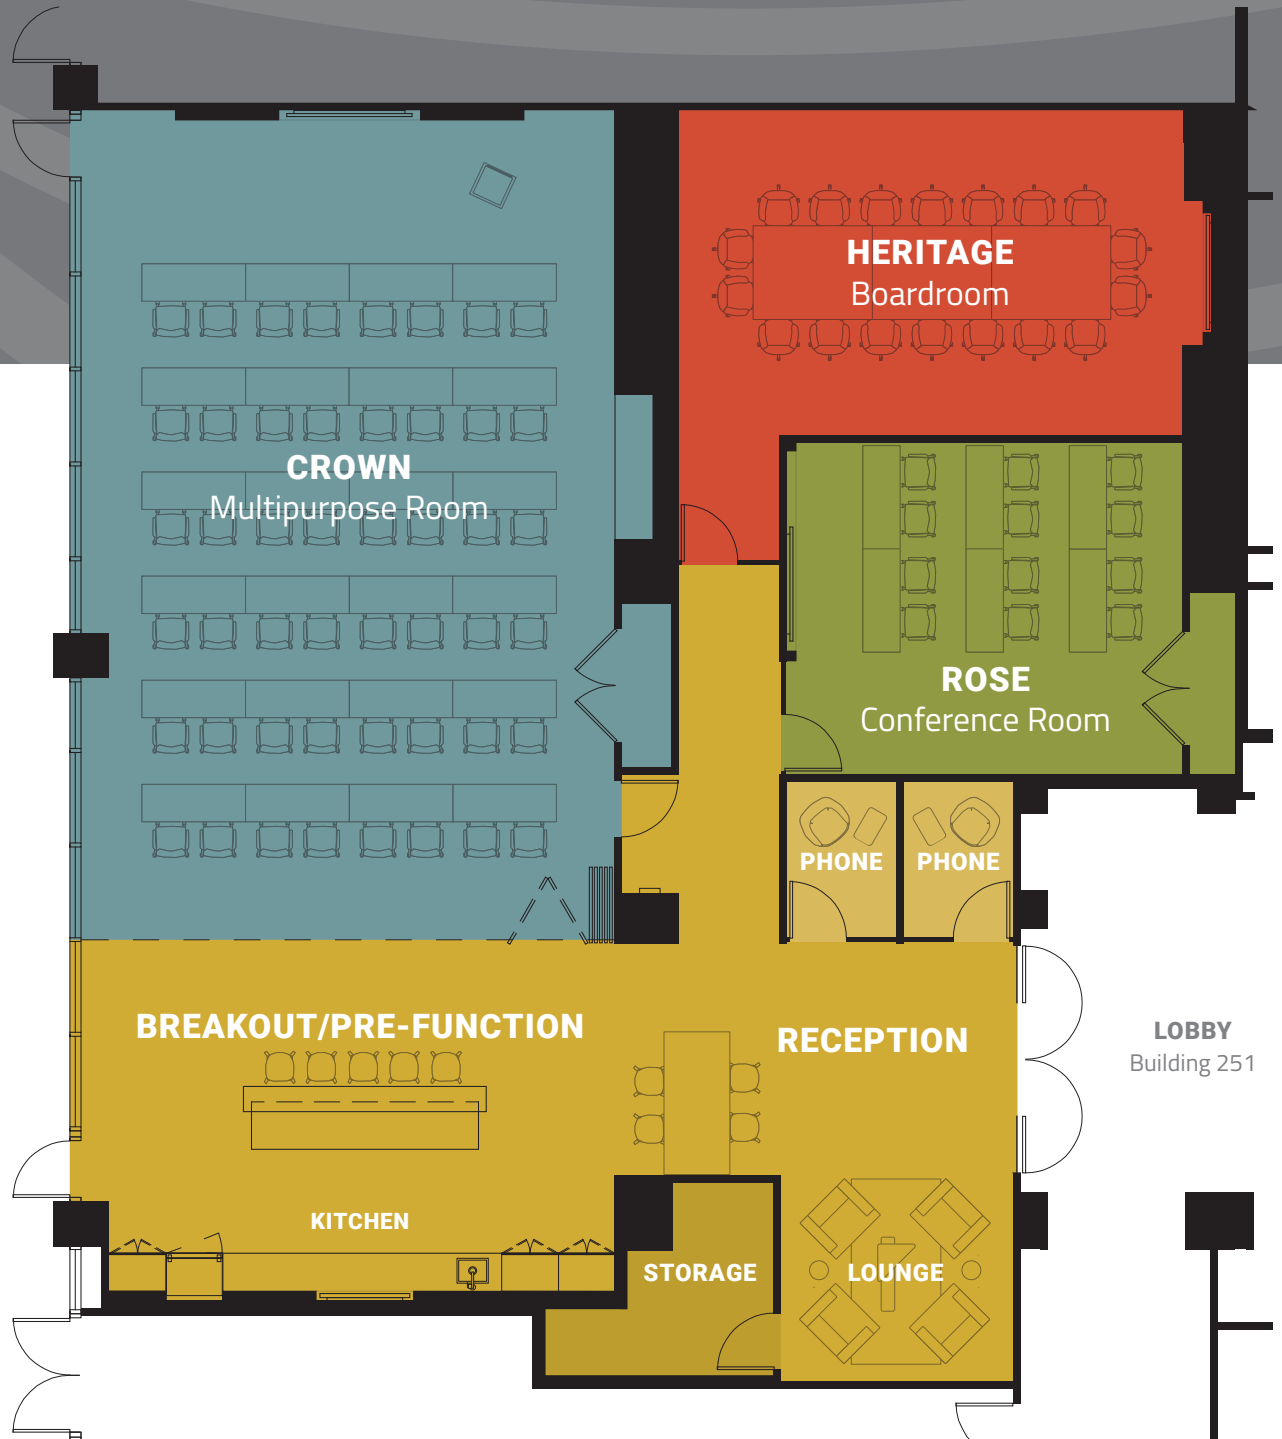 HERITAGE
Boardroom
CROWN
Multipurpose Room
ROSE
Conference Room
PHONE
PHONE
BREAKOUT/PRE-FUNCTION
RECEPTION
LOBBY
Building 251
KITCHEN
STORAGE
LOUNGE